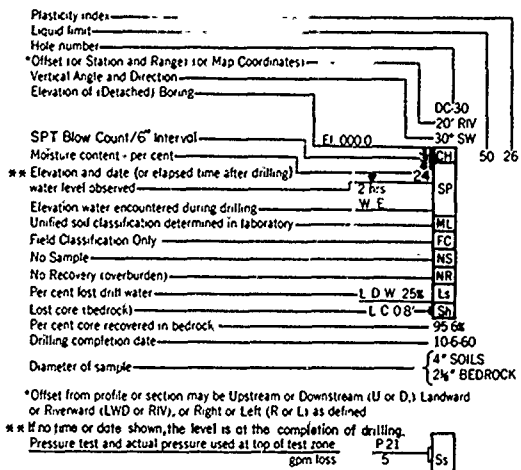 Plasticity index
Liquid limit
Hole number
*Offset (or Station and Range) (or Map Coordinates)
Vertical Angle and Direction
Elevation of (Detached) Boring
DC-30
20' RIV
30° SW
El. 000.0
50 26
SPT Blow Count/6" Interval
CH
Moisture content - per cent
24
** Elevation and date (or elapsed time after drilling)
water level observed
2 hrs
SP
W E
Elevation water encountered during drilling
Unified soil classification determined in laboratory
ML
Field Classification Only
FC
No Sample
NS
No Recovery (overburden)
NR
Per cent lost drill water
L D W 25%
Ls
Lost core (bedrock)
L C 0 8'
Sh
Per cent core recovered in bedrock
95 6%
Drilling completion date
10-6-60
Diameter of sample
4" SOILS
2⅛" BEDROCK
*Offset from profile or section may be Upstream or Downstream (U or D,) Landward
or Riverward (LWD or RIV), or Right or Left (R or L) as defined
** If no time or date shown, the level is at the completion of drilling.
Pressure test and actual pressure used at top of test zone
P 21
gpm loss
5
Ss